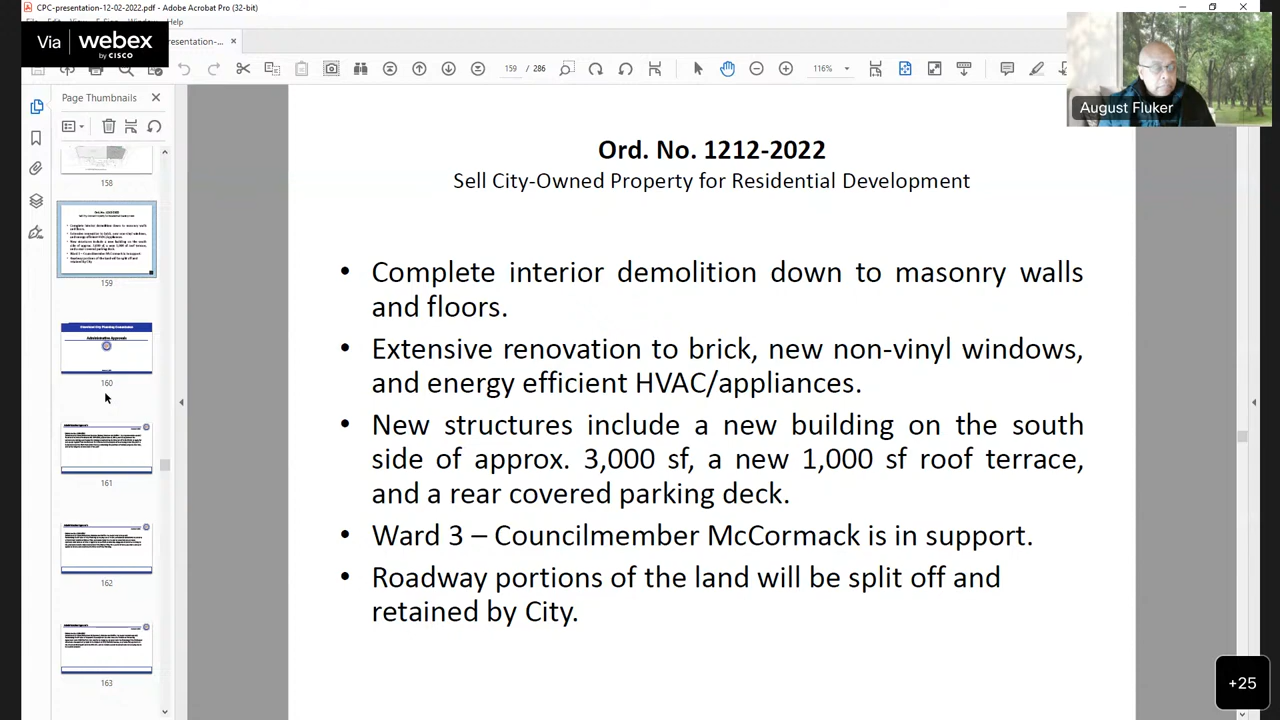 CPC-presentation-12-02-2022.pdf - Adobe Acrobat Pro (32-bit)
Via webex
by CISCO
esentation-...
159 / 286
116%
Page Thumbnails
August Fluker
158
159
160
161
162
163
Ord. No. 1212-2022
Sell City-Owned Property for Residential Development
• Complete interior demolition down to masonry walls
and floors.
• Extensive renovation to brick, new non-vinyl windows,
and energy efficient HVAC/appliances.
• New structures include a new building on the south
side of approx. 3,000 sf, a new 1,000 sf roof terrace,
and a rear covered parking deck.
• Ward 3 – Councilmember McCormack is in support.
• Roadway portions of the land will be split off and
retained by City.
+25